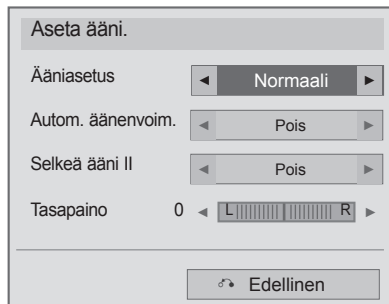 Aseta ääni.
Ääniasetus ◄ Normaali ►
Autom. äänenvoim. ◄ Pois ►
Selkeä ääni II ◄ Pois ►
Tasapaino 0 ◄ L R ►
Edellinen